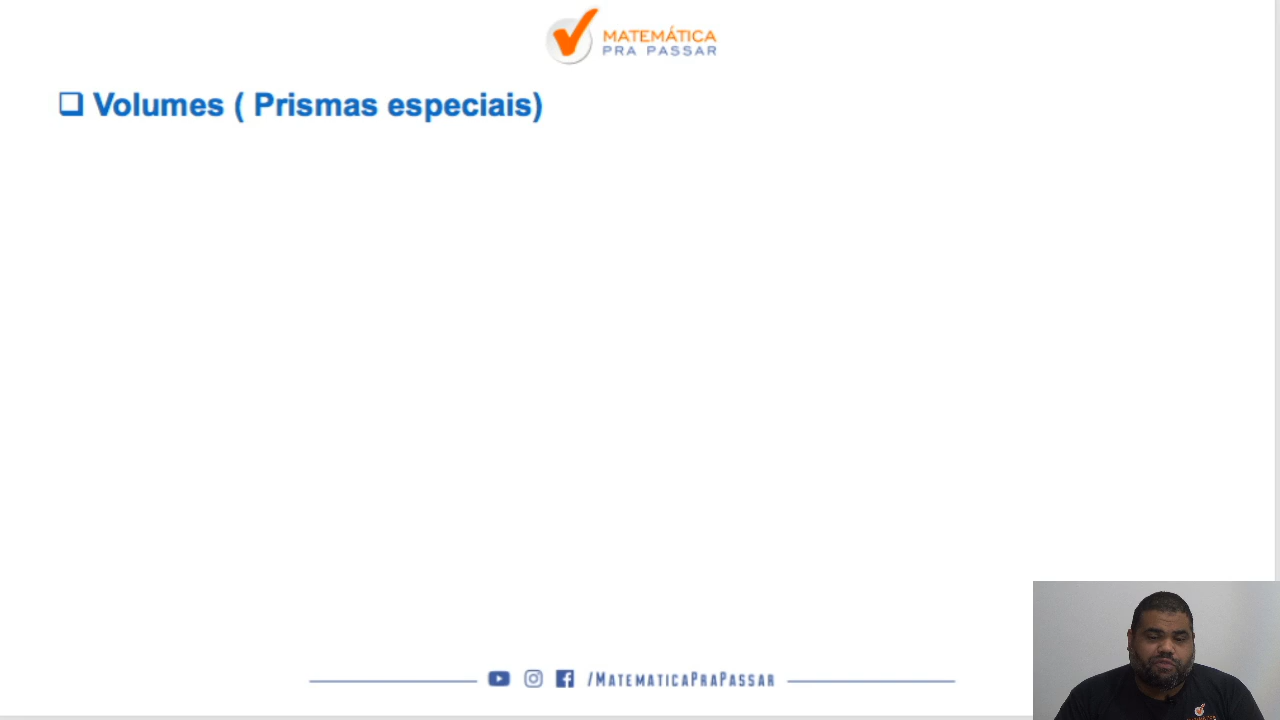 MATEMÁTICA
PRA PASSAR
Volumes ( Prismas especiais)
/MATEMATICAPRAPASSAR